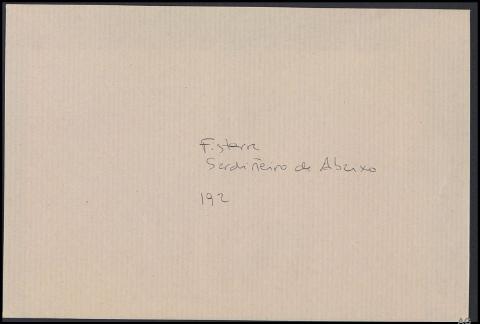 Fisterra
Sardiñeiro de Abaixo
192